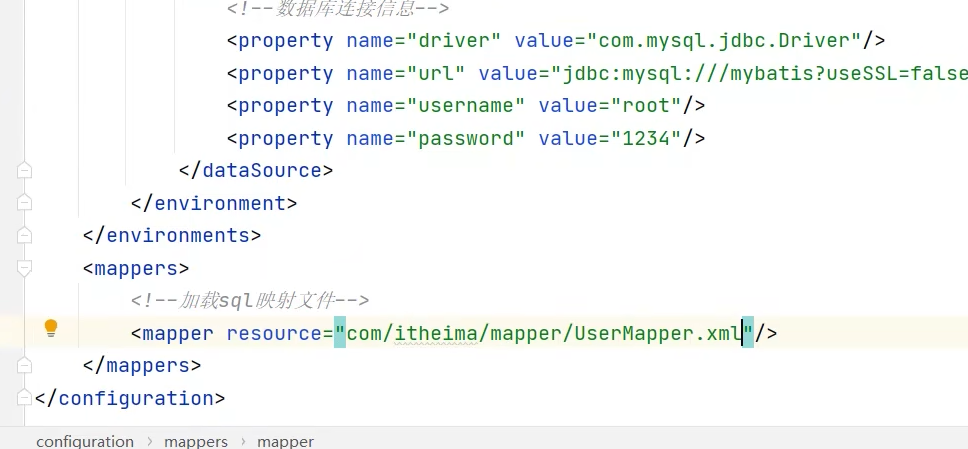 <!--数据库连接信息-->
<property name="driver" value="com.mysql.jdbc.Driver"/>
<property name="url" value="jdbc:mysql:///mybatis?useSSL=false
<property name="username" value="root"/>
<property name="password" value="1234"/>
</dataSource>
</environment>
</environments>
<mappers>
<!--加载sql映射文件-->
<mapper resource="com/itheima/mapper/UserMapper.xml"/>
</mappers>
</configuration>
configuration › mappers › mapper